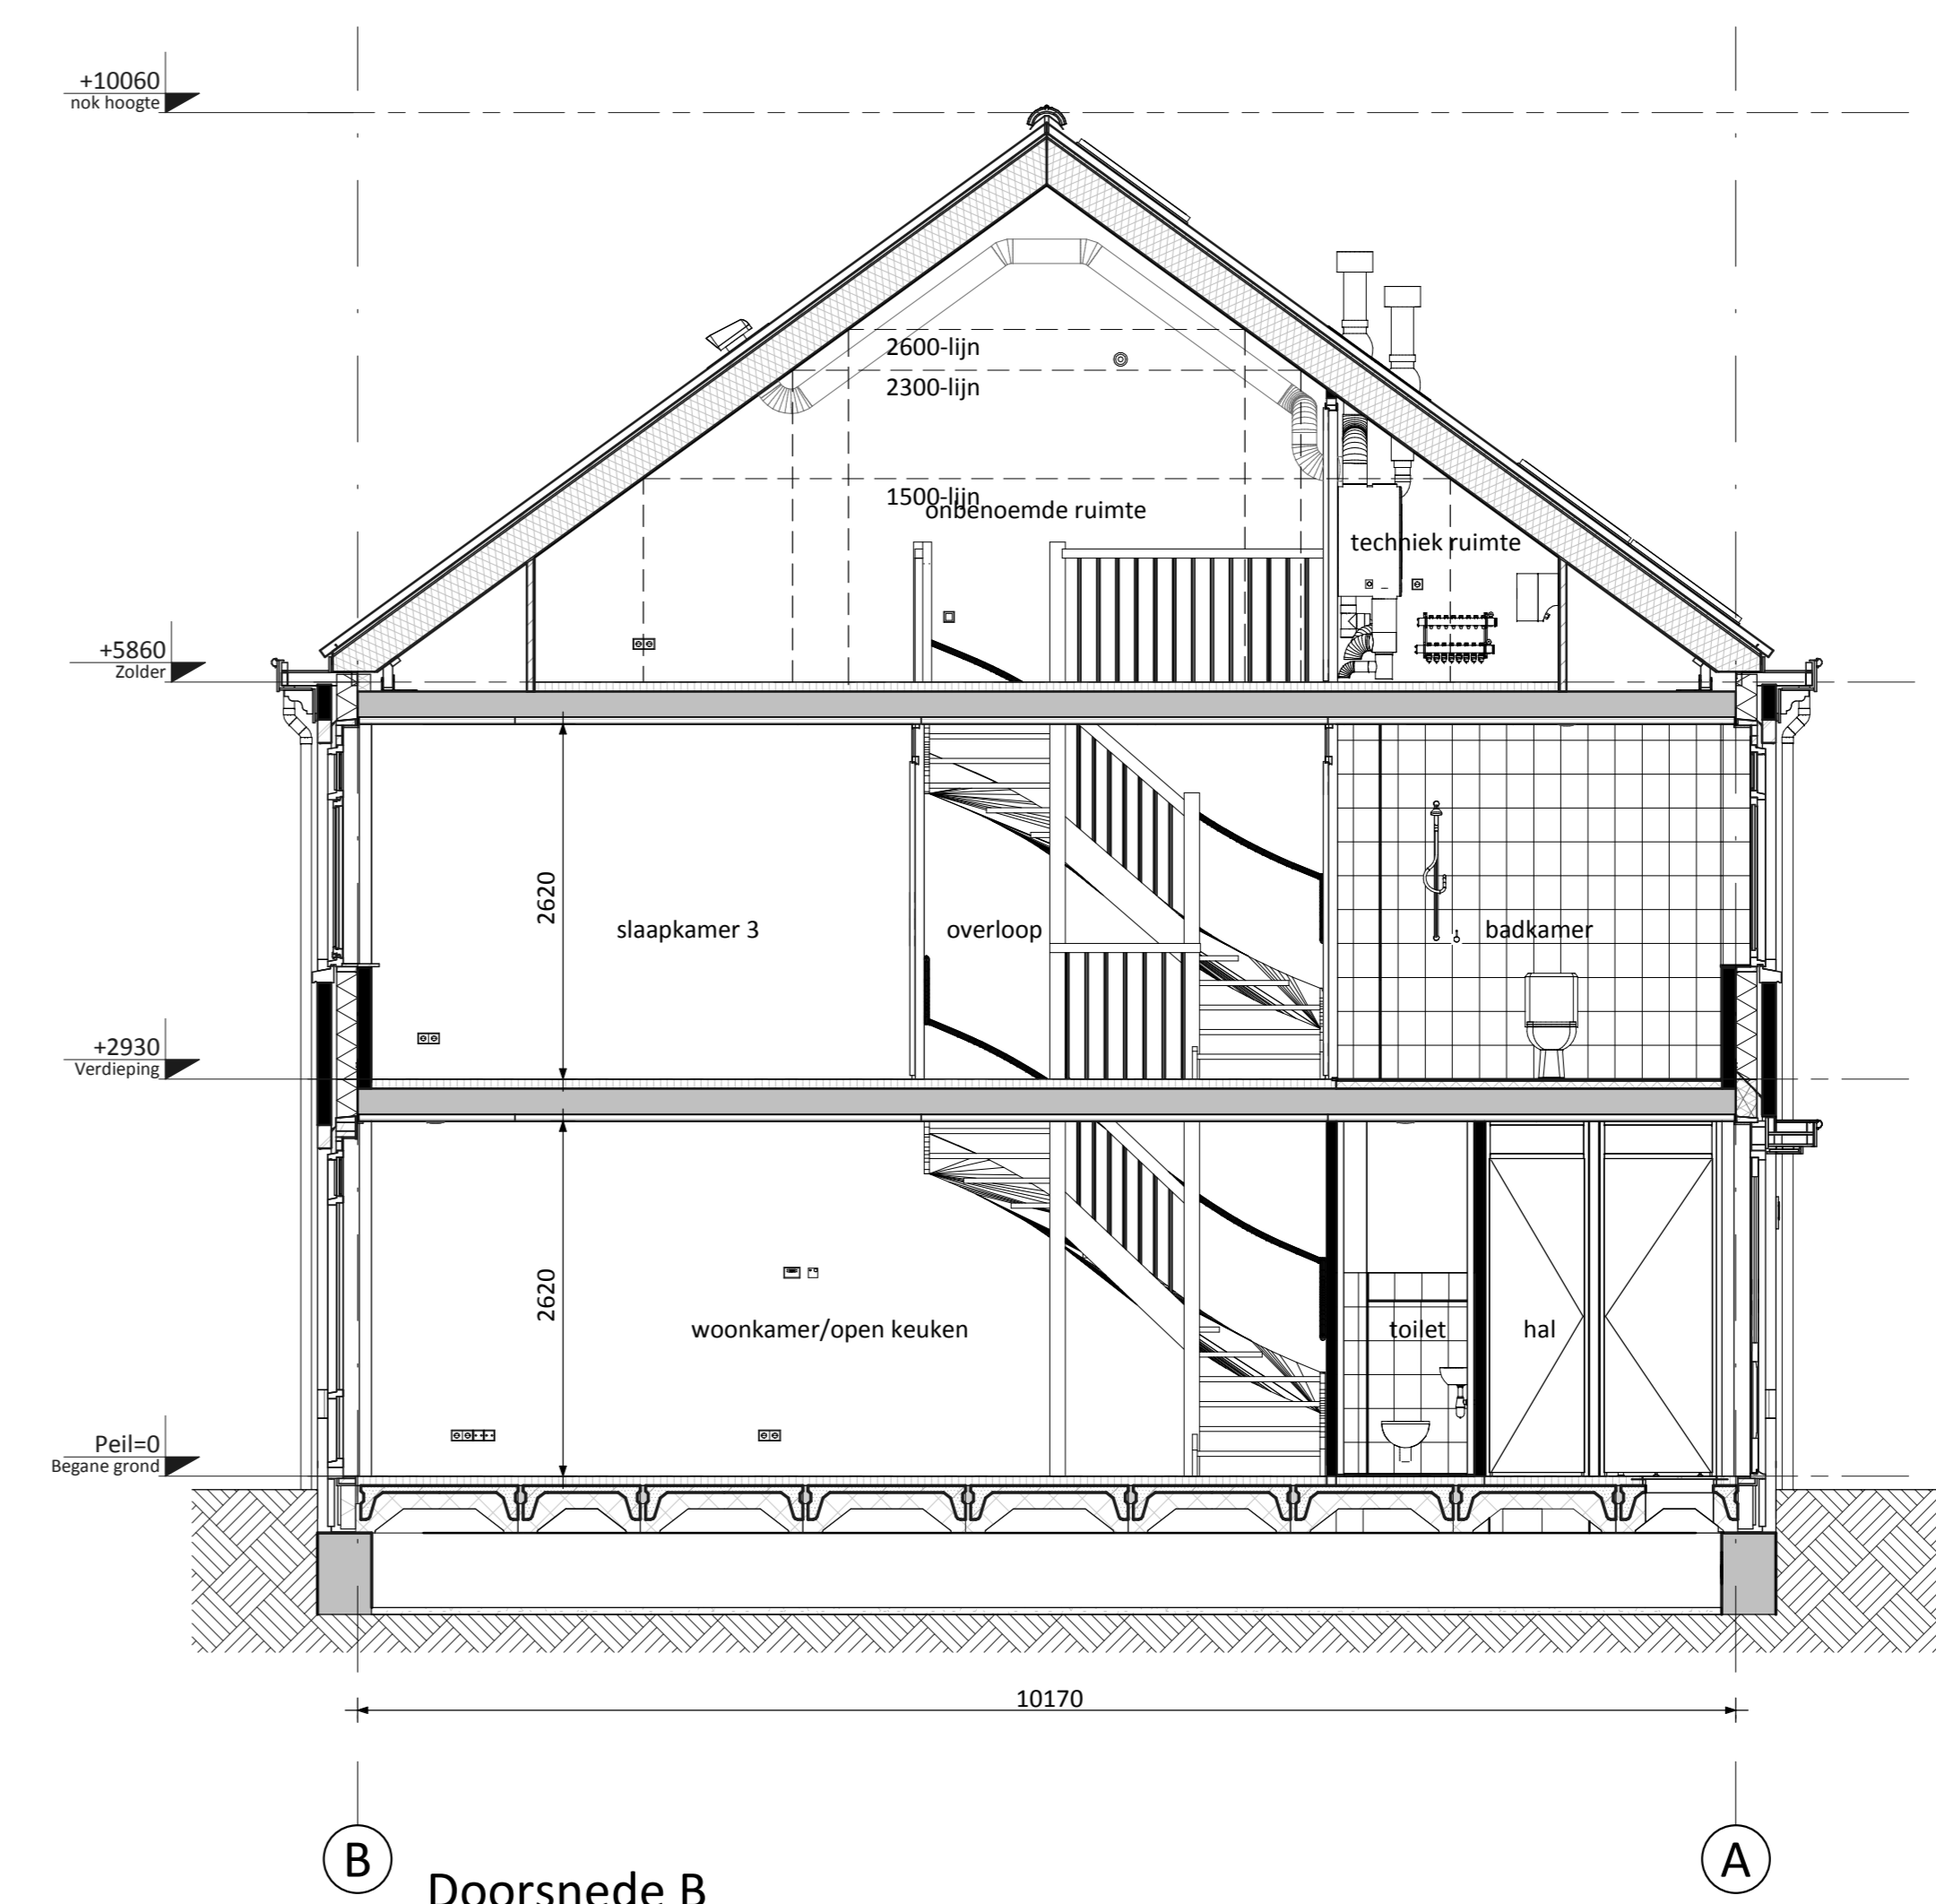 +10060
nok hoogte
2600-lijn
2300-lijn
1500-lijn
onbenoemde ruimte
techniek ruimte
+5860
Zolder
2620
slaapkamer 3
overloop
badkamer
+2930
Verdieping
2620
woonkamer/open keuken
toilet
hal
Peil=0
Begane grond
10170
B
A
Doorsnede B